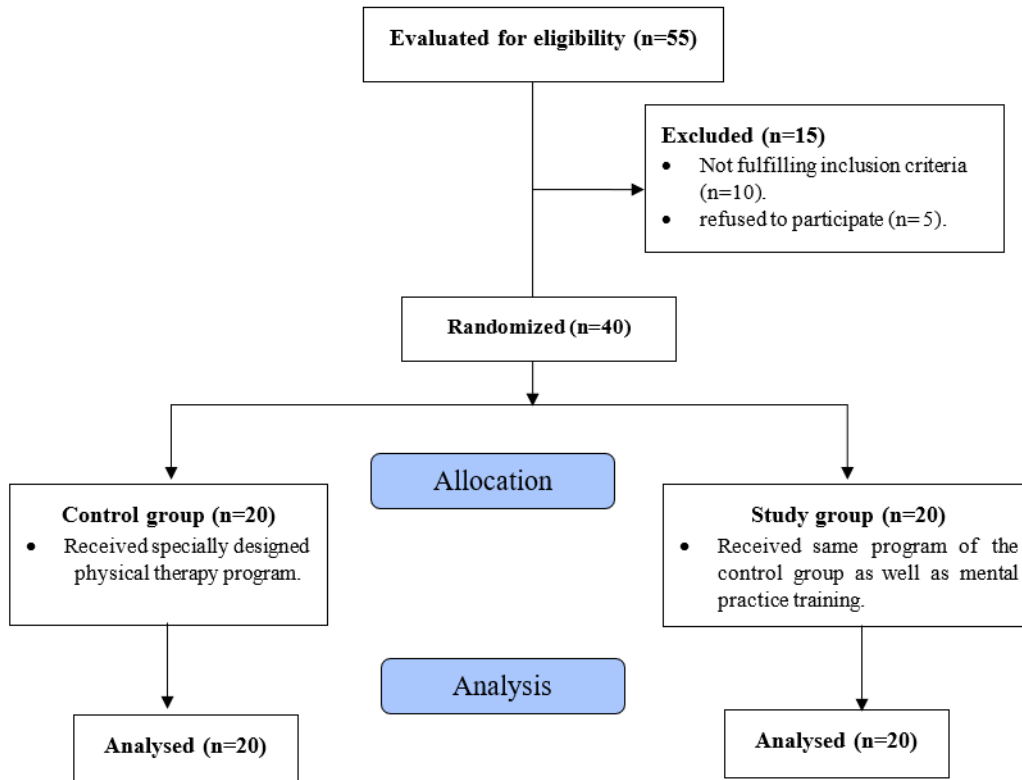 Evaluated for eligibility (n=55)
Excluded (n=15)
• Not fulfilling inclusion criteria
(n=10).
• refused to participate (n= 5).
Randomized (n=40)
Allocation
Control group (n=20)
• Received specially designed
physical therapy program.
Study group (n=20)
• Received same program of the
control group as well as mental
practice training.
Analysis
Analysed (n=20)
Analysed (n=20)